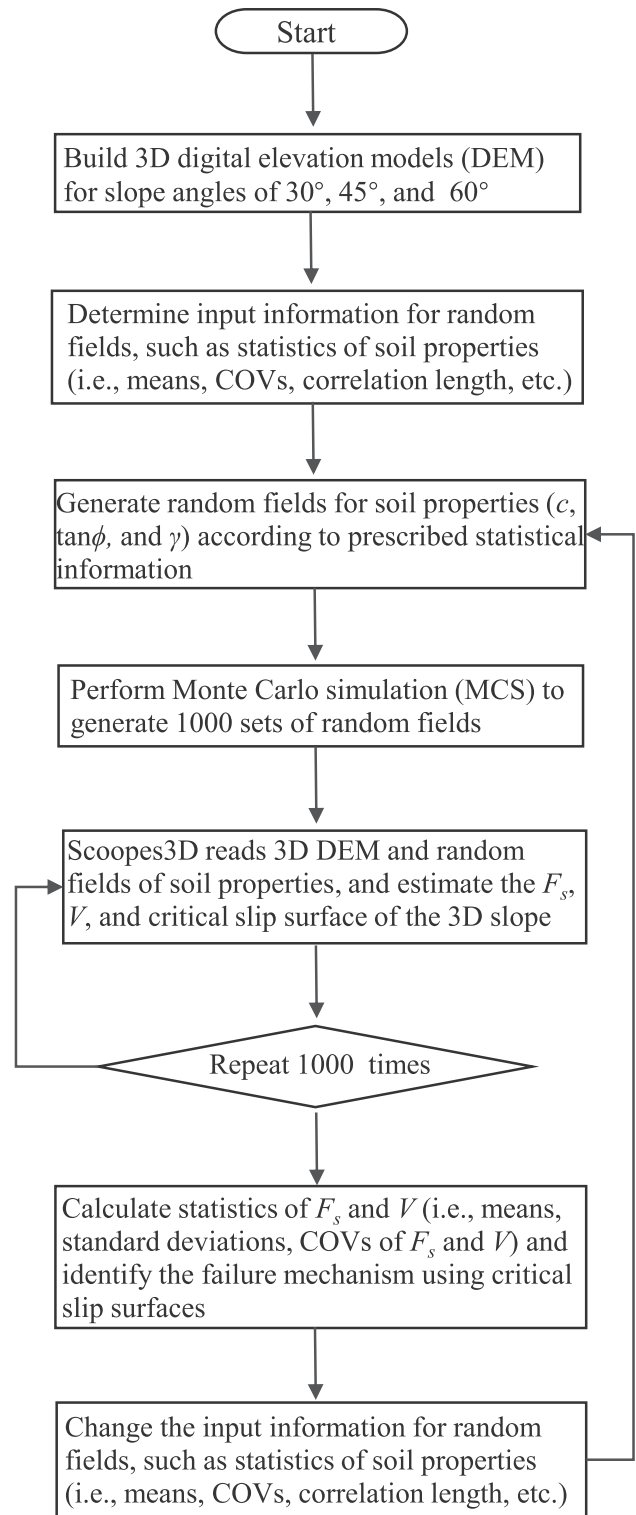 Start
Build 3D digital elevation models (DEM)
for slope angles of 30°, 45°, and 60°
Determine input information for random
fields, such as statistics of soil properties
(i.e., means, COVs, correlation length, etc.)
Generate random fields for soil properties (c,
tanϕ, and γ) according to prescribed statistical
information
Perform Monte Carlo simulation (MCS) to
generate 1000 sets of random fields
Scoopes3D reads 3D DEM and random
fields of soil properties, and estimate the Fs,
V, and critical slip surface of the 3D slope
Repeat 1000 times
Calculate statistics of Fs and V (i.e., means,
standard deviations, COVs of Fs and V) and
identify the failure mechanism using critical
slip surfaces
Change the input information for random
fields, such as statistics of soil properties
(i.e., means, COVs, correlation length, etc.)